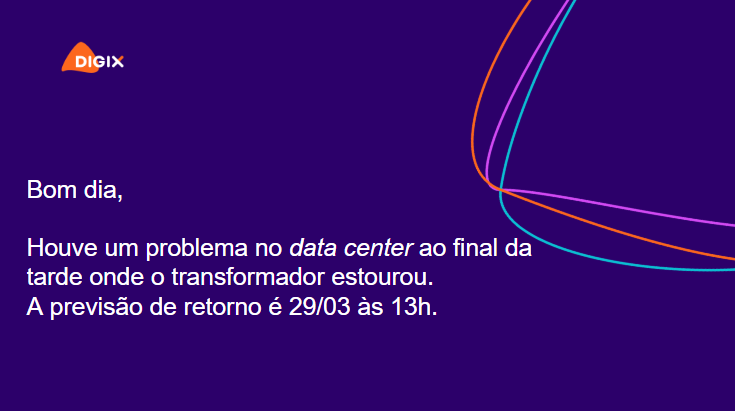 DIGIX
Bom dia,
Houve um problema no data center ao final da
tarde onde o transformador estourou.
A previsão de retorno é 29/03 às 13h.